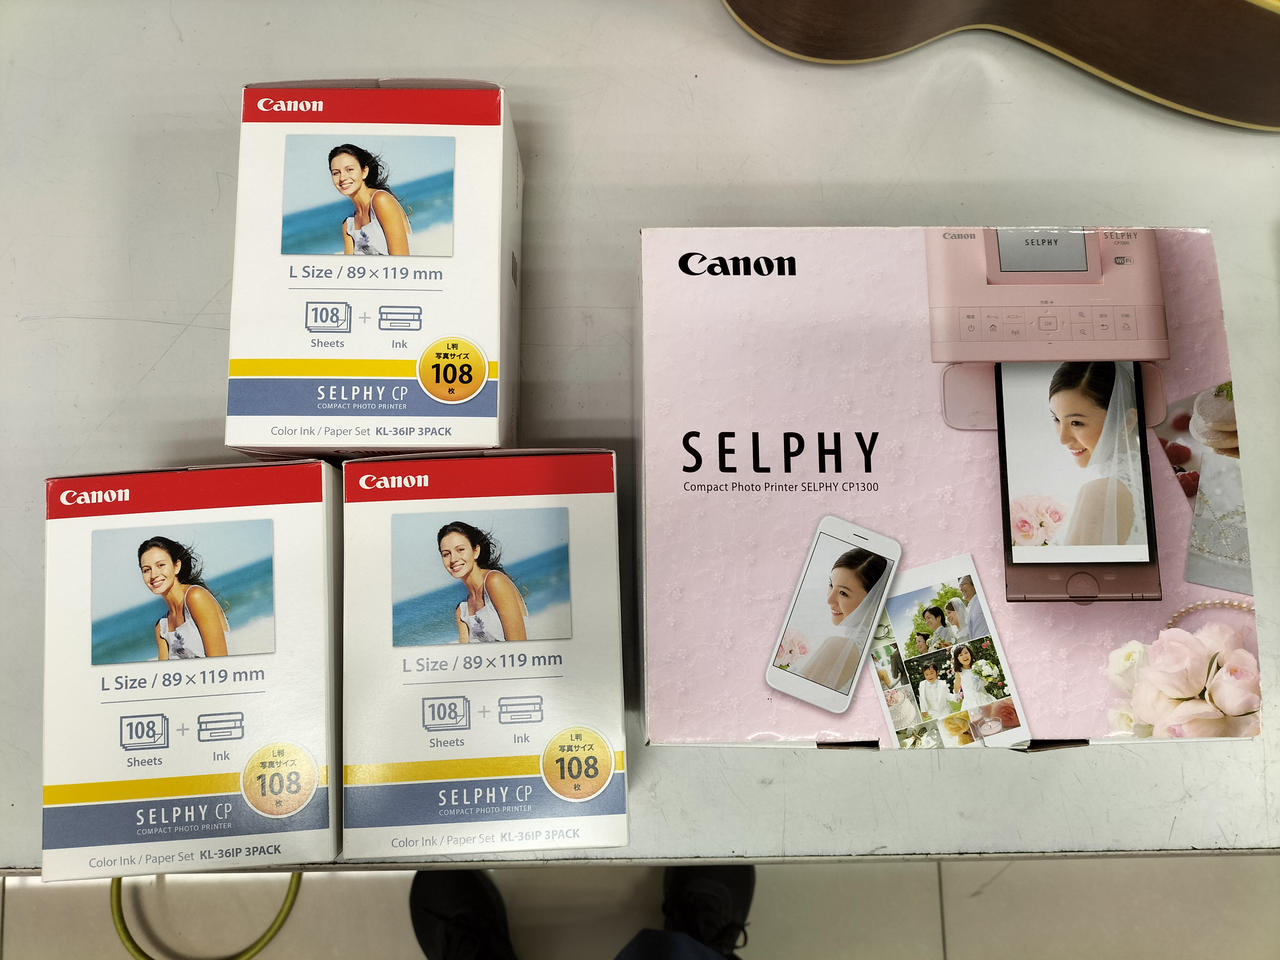 Canon
L Size / 89×119 mm
108
+
Sheets
Ink
L判
写真サイズ
108
枚
SELPHY CP
COMPACT PHOTO PRINTER
Color Ink / Paper Set KL-36IP 3PACK
Canon
L Size / 89×119 mm
108
+
Sheets
Ink
L判
写真サイズ
108
枚
SELPHY CP
COMPACT PHOTO PRINTER
Color Ink / Paper Set KL-36IP 3PACK
Canon
L Size / 89×119 mm
108
+
Sheets
Ink
L判
写真サイズ
108
枚
SELPHY CP
COMPACT PHOTO PRINTER
Color Ink / Paper Set KL-36IP 3PACK
Canon
SELPHY
Compact Photo Printer SELPHY CP1300
Canon
SELPHY
SELPHY
CP1300
WiFi